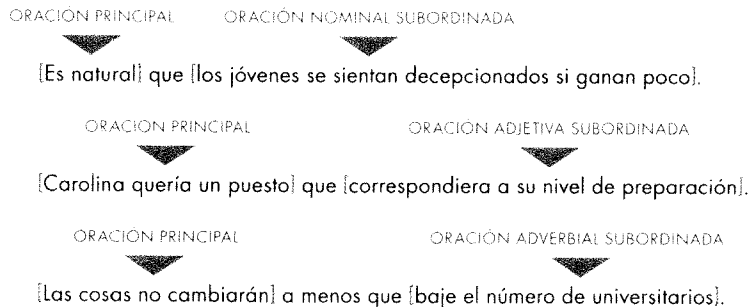 ORACIÓN PRINCIPAL ORACIÓN NOMINAL SUBORDINADA
[Es natural] que [los jóvenes se sientan decepcionados si ganan poco].
ORACIÓN PRINCIPAL ORACIÓN ADJETIVA SUBORDINADA
[Carolina quería un puesto] que [correspondiera a su nivel de preparación].
ORACIÓN PRINCIPAL ORACIÓN ADVERBIAL SUBORDINADA
[Las cosas no cambiarán] a menos que [baje el número de universitarios].